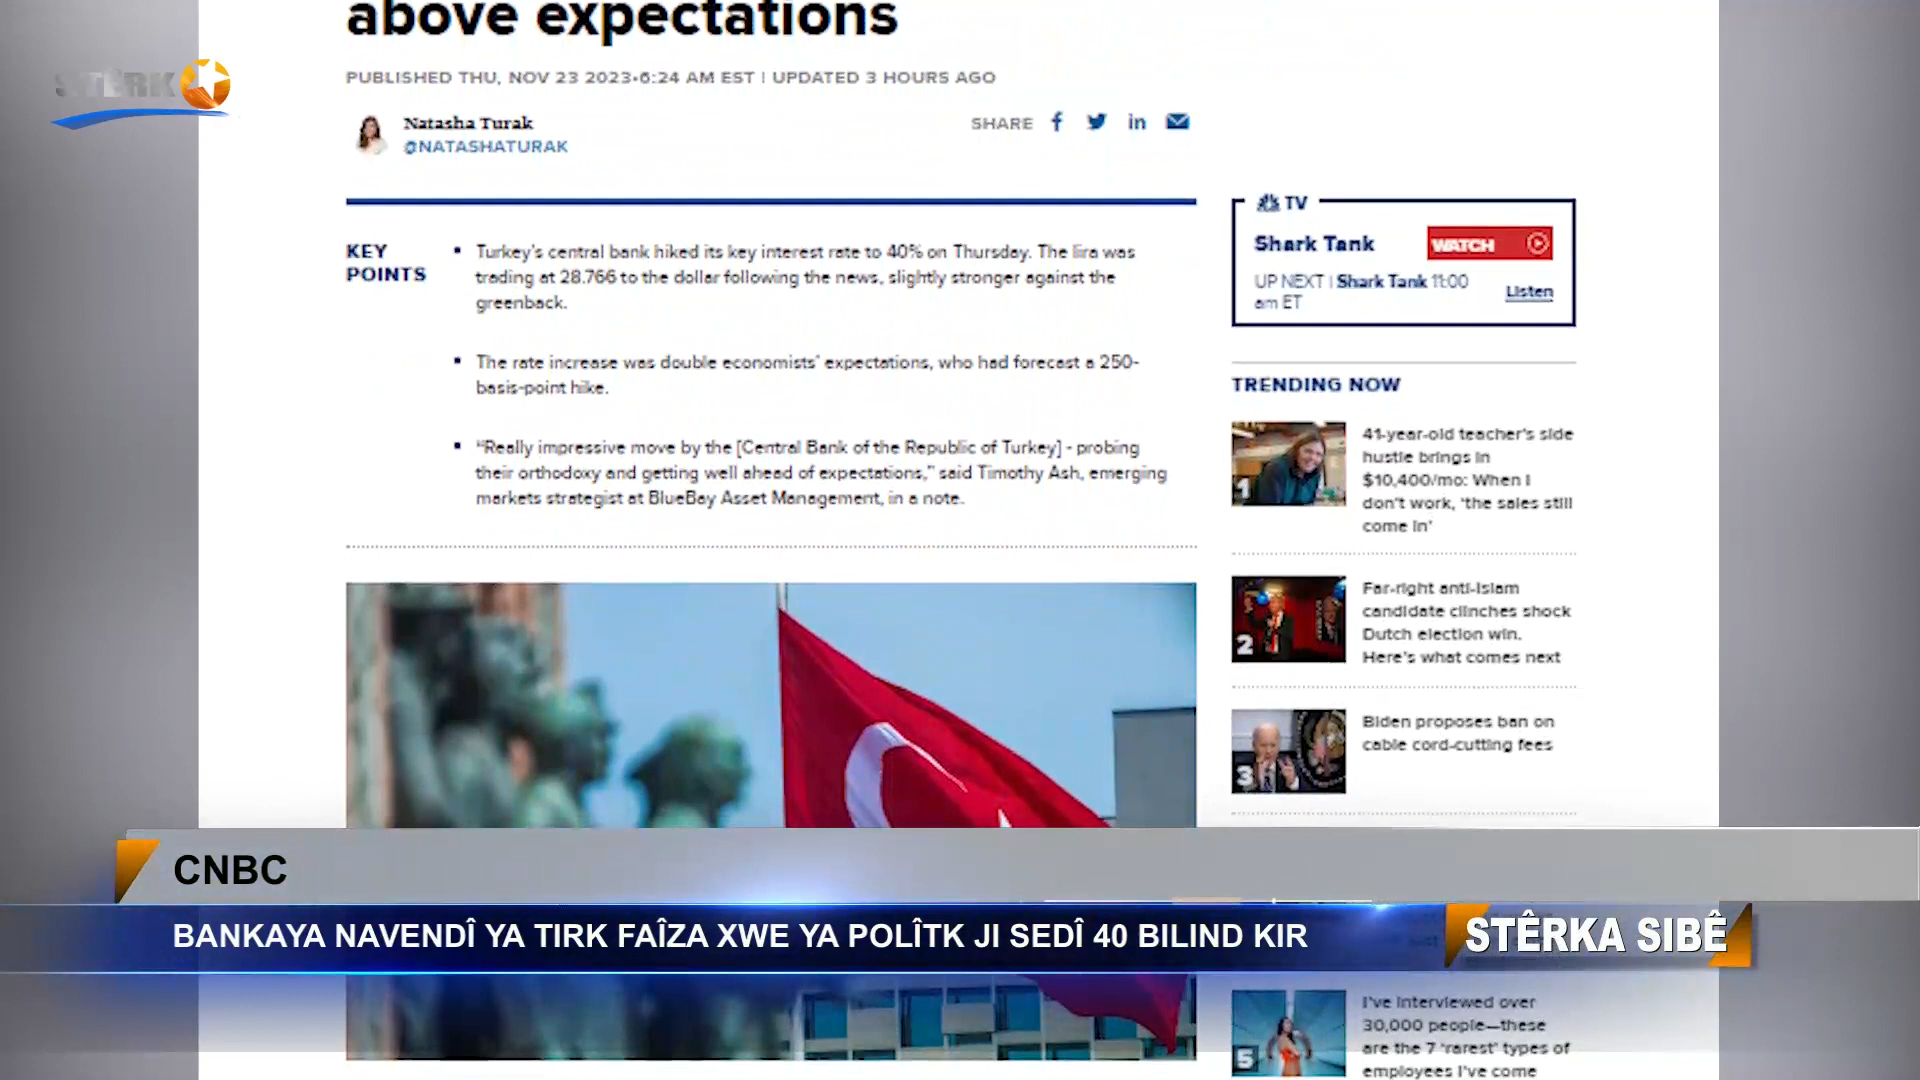 above expectations
PUBLISHED THU, NOV 23 2023•6:24 AM EST | UPDATED 3 HOURS AGO
STÊRK
Natasha Turak
@NATASHATURAK
SHARE
KEY
POINTS
Turkey's central bank hiked its key interest rate to 40% on Thursday. The lira was
trading at 28.766 to the dollar following the news, slightly stronger against the
greenback.
The rate increase was double economists' expectations, who had forecast a 250-
basis-point hike.
“Really impressive move by the [Central Bank of the Republic of Turkey] - probing
their orthodoxy and getting well ahead of expectations,” said Timothy Ash, emerging
markets strategist at BlueBay Asset Management, in a note.
TV
Shark Tank
WATCH
UP NEXT | Shark Tank 11:00
am ET
Listen
TRENDING NOW
1
41-year-old teacher's side
hustle brings in
$10,400/mo: When I
don't work, 'the sales still
come in'
2
Far-right anti-Islam
candidate clinches shock
Dutch election win.
Here's what comes next
3
Biden proposes ban on
cable cord-cutting fees
CNBC
BANKAYA NAVENDÎ YA TIRK FAÎZA XWE YA POLÎTK JI SEDÎ 40 BILIND KIR
STÊRKA SIBÊ
5
I've interviewed over
30,000 people—these
are the 7 'rarest' types of
employees I've come